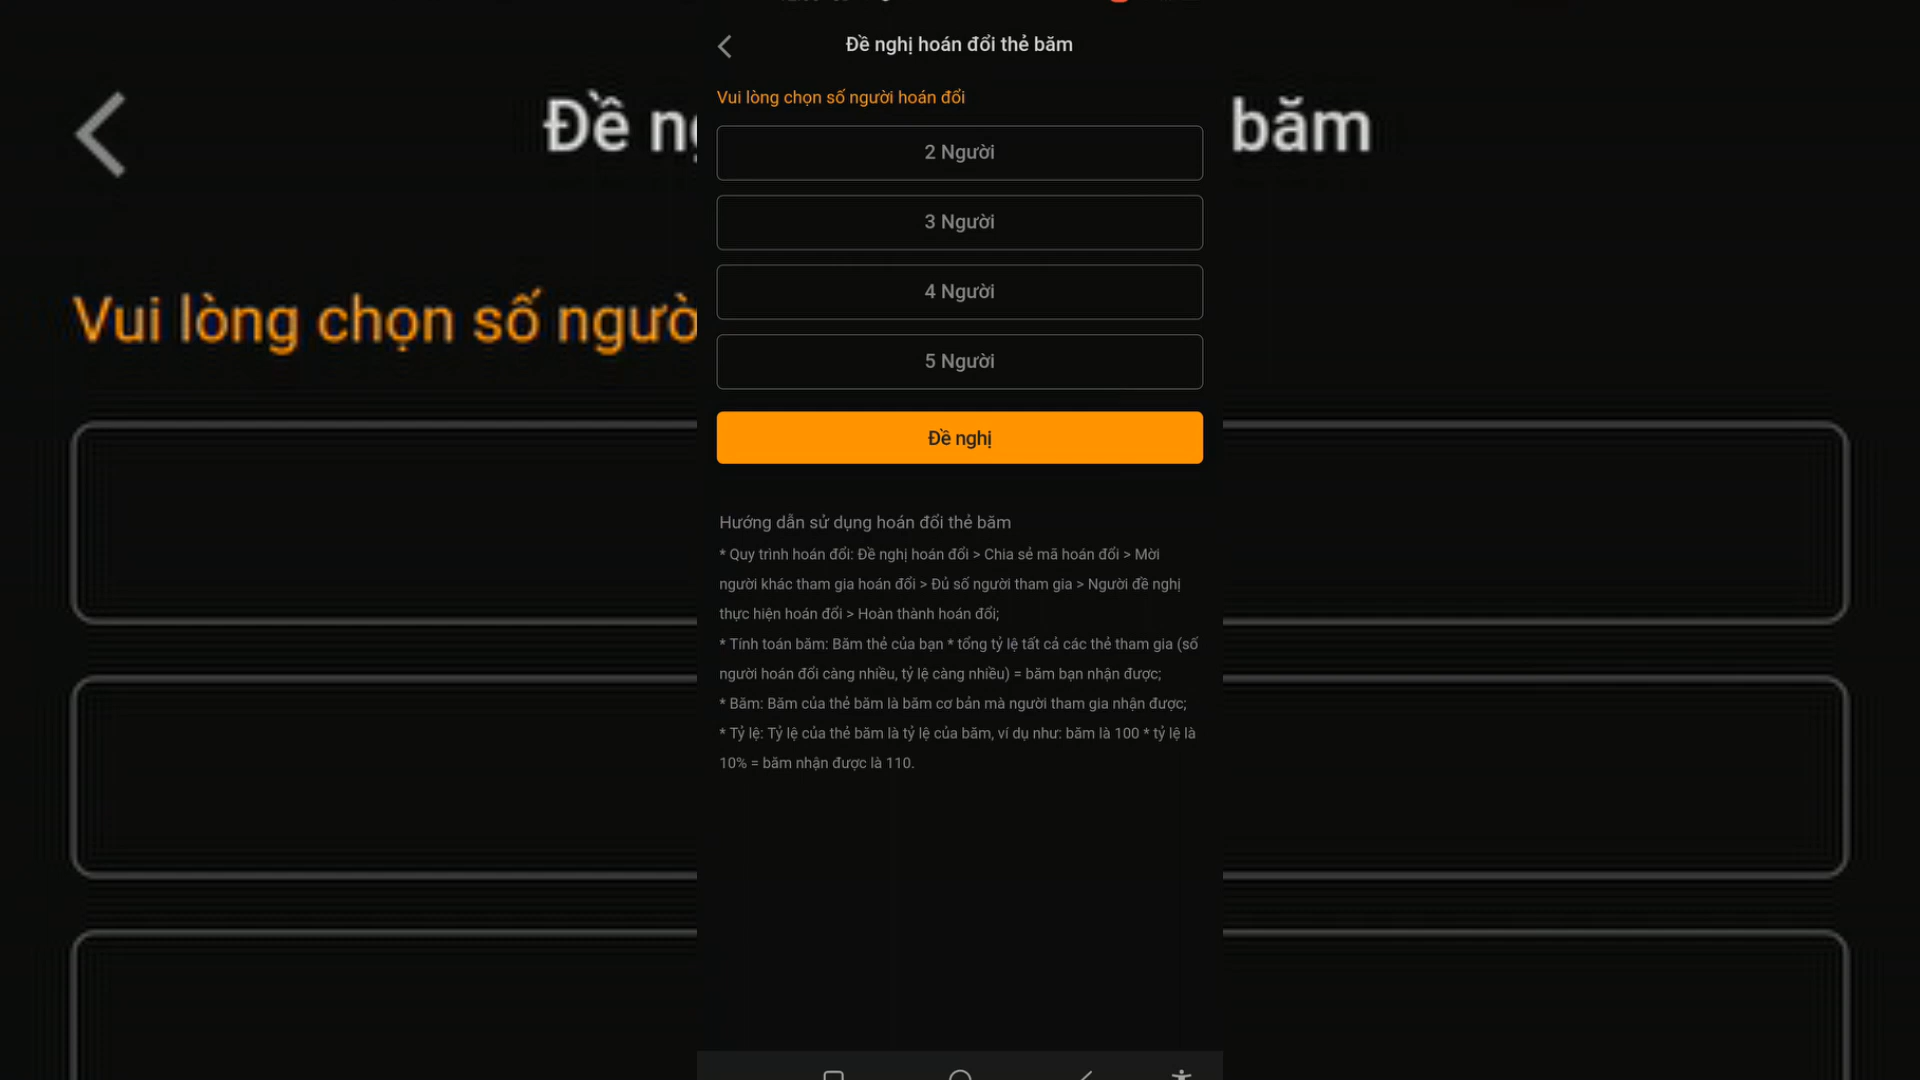 Đề nghị hoán đổi thẻ băm
Vui lòng chọn số người hoán đổi
2 Người
3 Người
4 Người
5 Người
Đề nghị
Hướng dẫn sử dụng hoán đổi thẻ băm
* Quy trình hoán đổi: Đề nghị hoán đổi > Chia sẻ mã hoán đổi > Mời
người khác tham gia hoán đổi > Đủ số người tham gia > Người đề nghị
thực hiện hoán đổi > Hoàn thành hoán đổi;
* Tính toán băm: Băm thẻ của bạn * tổng tỷ lệ tất cả các thẻ tham gia (số
người hoán đổi càng nhiều, tỷ lệ càng nhiều) = băm bạn nhận được;
* Băm: Băm của thẻ băm là băm cơ bản mà người tham gia nhận được;
* Tỷ lệ: Tỷ lệ của thẻ băm là tỷ lệ của băm, ví dụ như: băm là 100 * tỷ lệ là
10% = băm nhận được là 110.
Đề
băm
Vui lòng chọn số ngườ